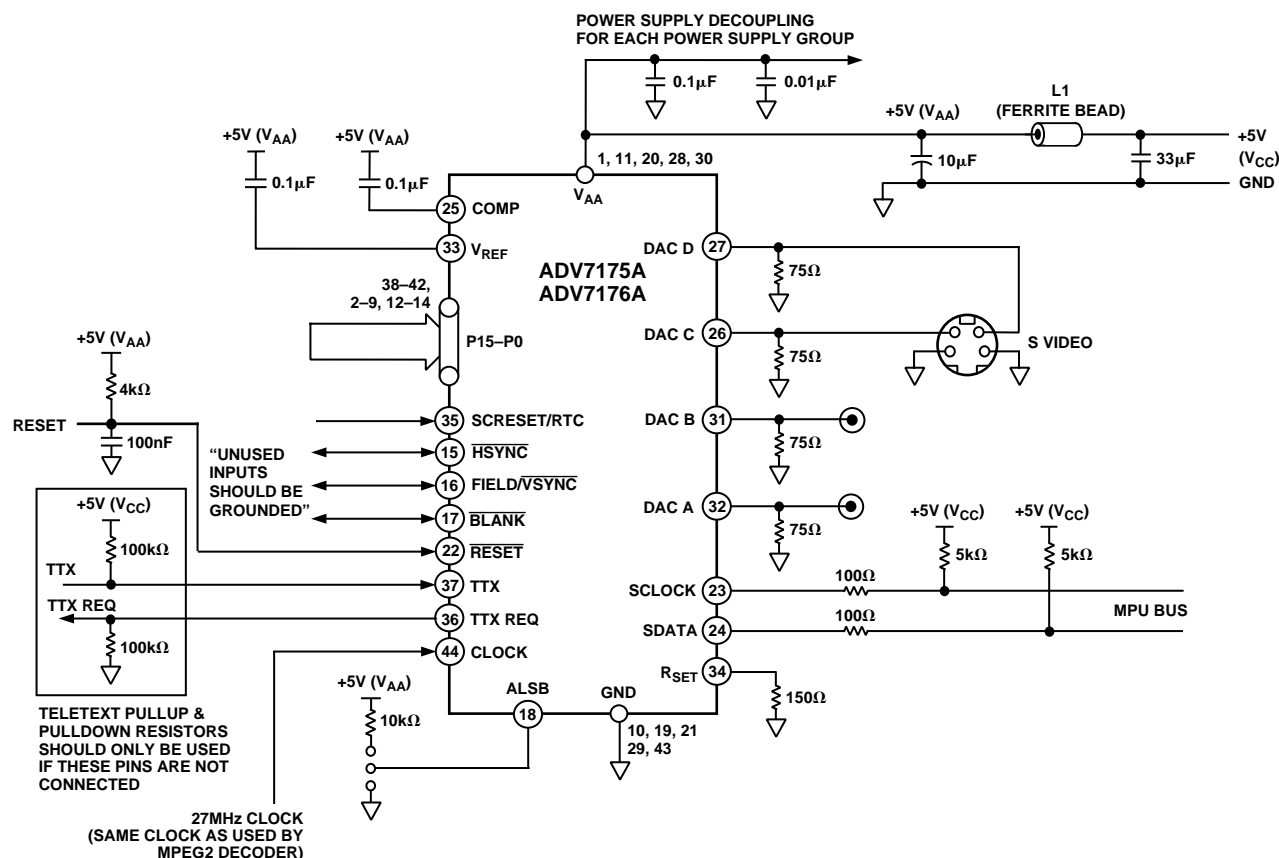 POWER SUPPLY DECOUPLING
FOR EACH POWER SUPPLY GROUP
0.1μF
0.01μF
L1
(FERRITE BEAD)
+5V (VAA)
+5V
(VCC)
10μF
33μF
GND
+5V (VAA)
+5V (VAA)
0.1μF
0.1μF
1, 11, 20, 28, 30
VAA
25
COMP
33
VREF
ADV7175A
ADV7176A
38–42,
2–9, 12–14
P15–P0
DAC D
27
75Ω
DAC C
26
75Ω
S VIDEO
DAC B
31
75Ω
DAC A
32
75Ω
+5V (VAA)
4kΩ
RESET
100nF
35
SCRESET/RTC
"UNUSED
INPUTS
SHOULD BE
GROUNDED"
15
HSYNC
16
FIELD/VSYNC
17
BLANK
22
RESET
+5V (VCC)
100kΩ
TTX
37
TTX
TTX REQ
36
TTX REQ
100kΩ
44
CLOCK
+5V (VCC)
+5V (VCC)
5kΩ
5kΩ
SCLOCK
23
100Ω
MPU BUS
SDATA
24
100Ω
RSET
34
150Ω
+5V (VAA)
10kΩ
ALSB
18
GND
10, 19, 21
29, 43
TELETEXT PULLUP &
PULLDOWN RESISTORS
SHOULD ONLY BE USED
IF THESE PINS ARE NOT
CONNECTED
27MHz CLOCK
(SAME CLOCK AS USED BY
MPEG2 DECODER)